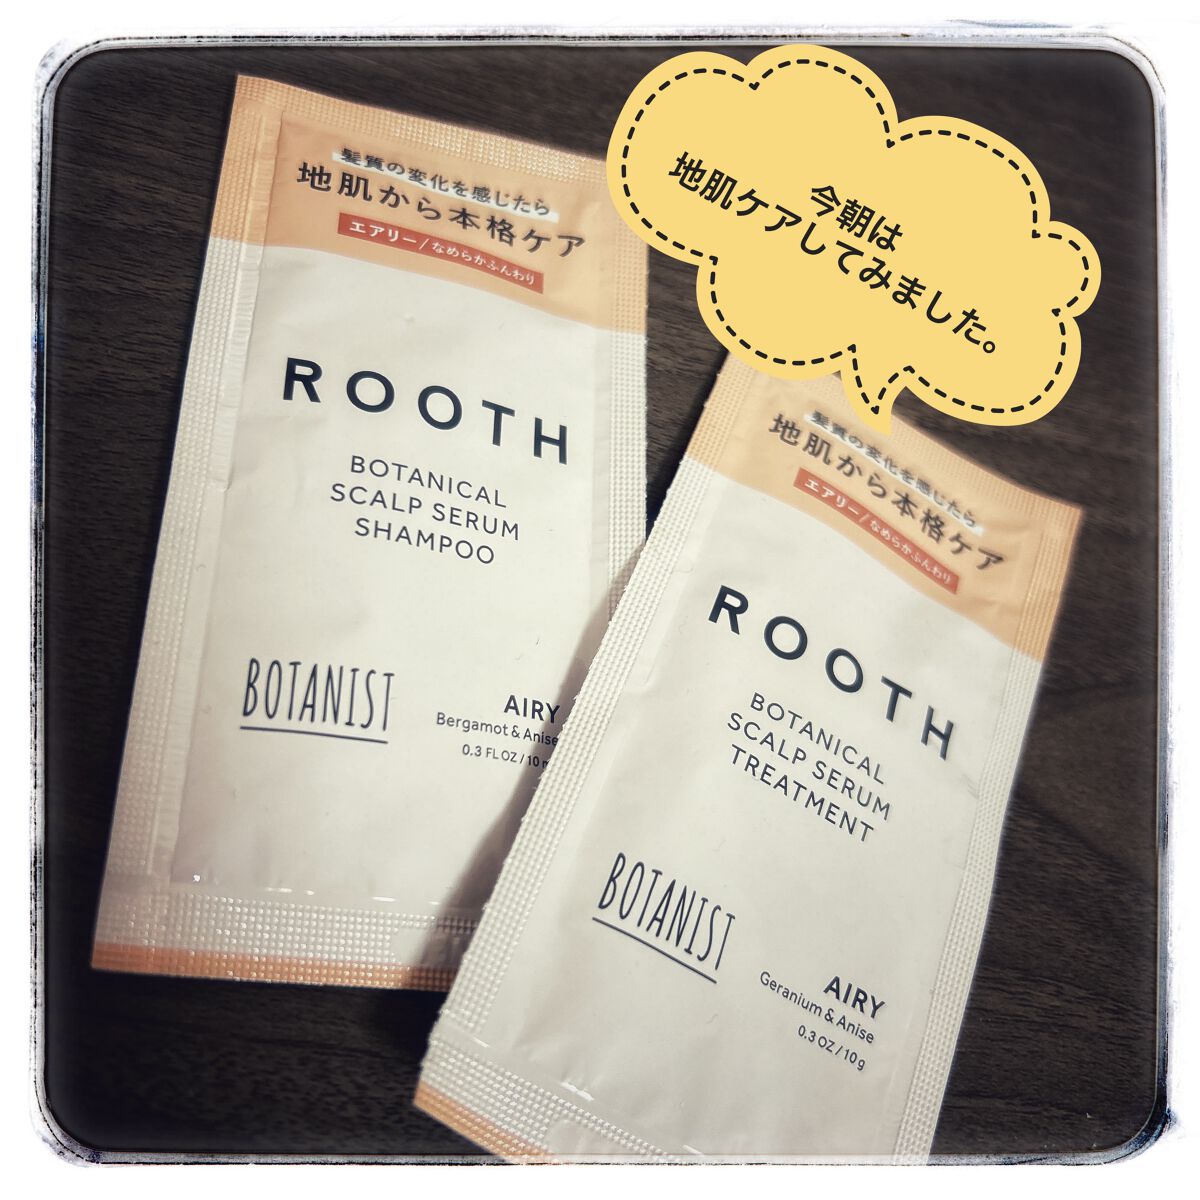 今朝は
地肌ケアしてみました。
髪質の変化を感じたら
地肌から本格ケア
エアリー/なめらかふんわり
ROOTH
BOTANICAL
SCALP SERUM
SHAMPOO
BOTANIST
AIRY
Bergamot & Anise
0.3 FL OZ / 10 m
髪質の変化を感じたら
地肌から本格ケア
エアリー/なめらかふんわり
ROOTH
BOTANICAL
SCALP SERUM
TREATMENT
BOTANIST
AIRY
Geranium & Anise
0.3 OZ / 10g